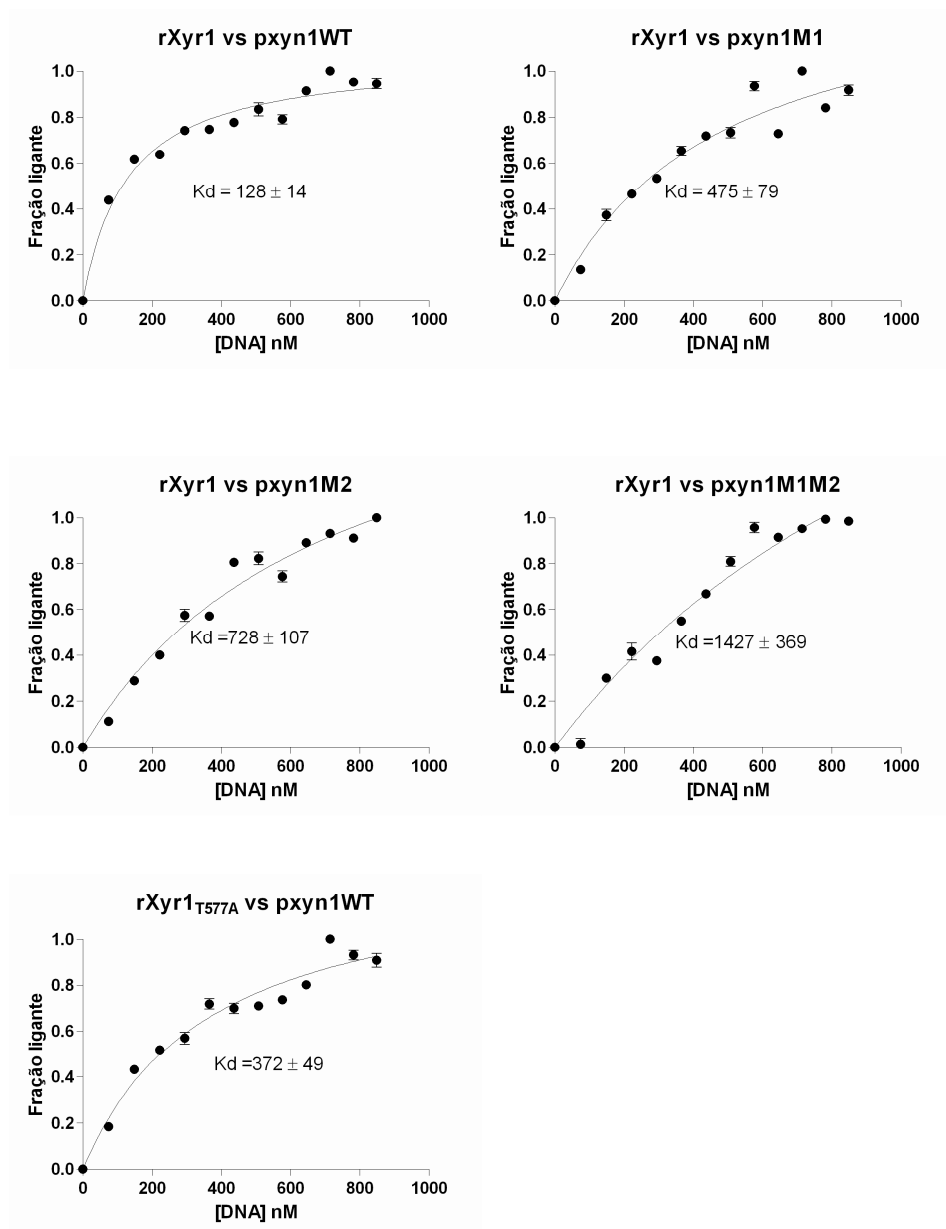 rXyr1 vs pxyn1WT
1.0
0.8
0.6
0.4
0.2
0.0
Fração ligante
Kd = 128 ± 14
0 200 400 600 800 1000
[DNA] nM
rXyr1 vs pxyn1M1
1.0
0.8
0.6
0.4
0.2
0.0
Fração ligante
Kd = 475 ± 79
0 200 400 600 800 1000
[DNA] nM
rXyr1 vs pxyn1M2
1.0
0.8
0.6
0.4
0.2
0.0
Fração ligante
Kd =728 ± 107
0 200 400 600 800 1000
[DNA] nM
rXyr1 vs pxyn1M1M2
1.0
0.8
0.6
0.4
0.2
0.0
Fração ligante
Kd =1427 ± 369
0 200 400 600 800 1000
[DNA] nM
rXyr1T577A vs pxyn1WT
1.0
0.8
0.6
0.4
0.2
0.0
Fração ligante
Kd =372 ± 49
0 200 400 600 800 1000
[DNA] nM